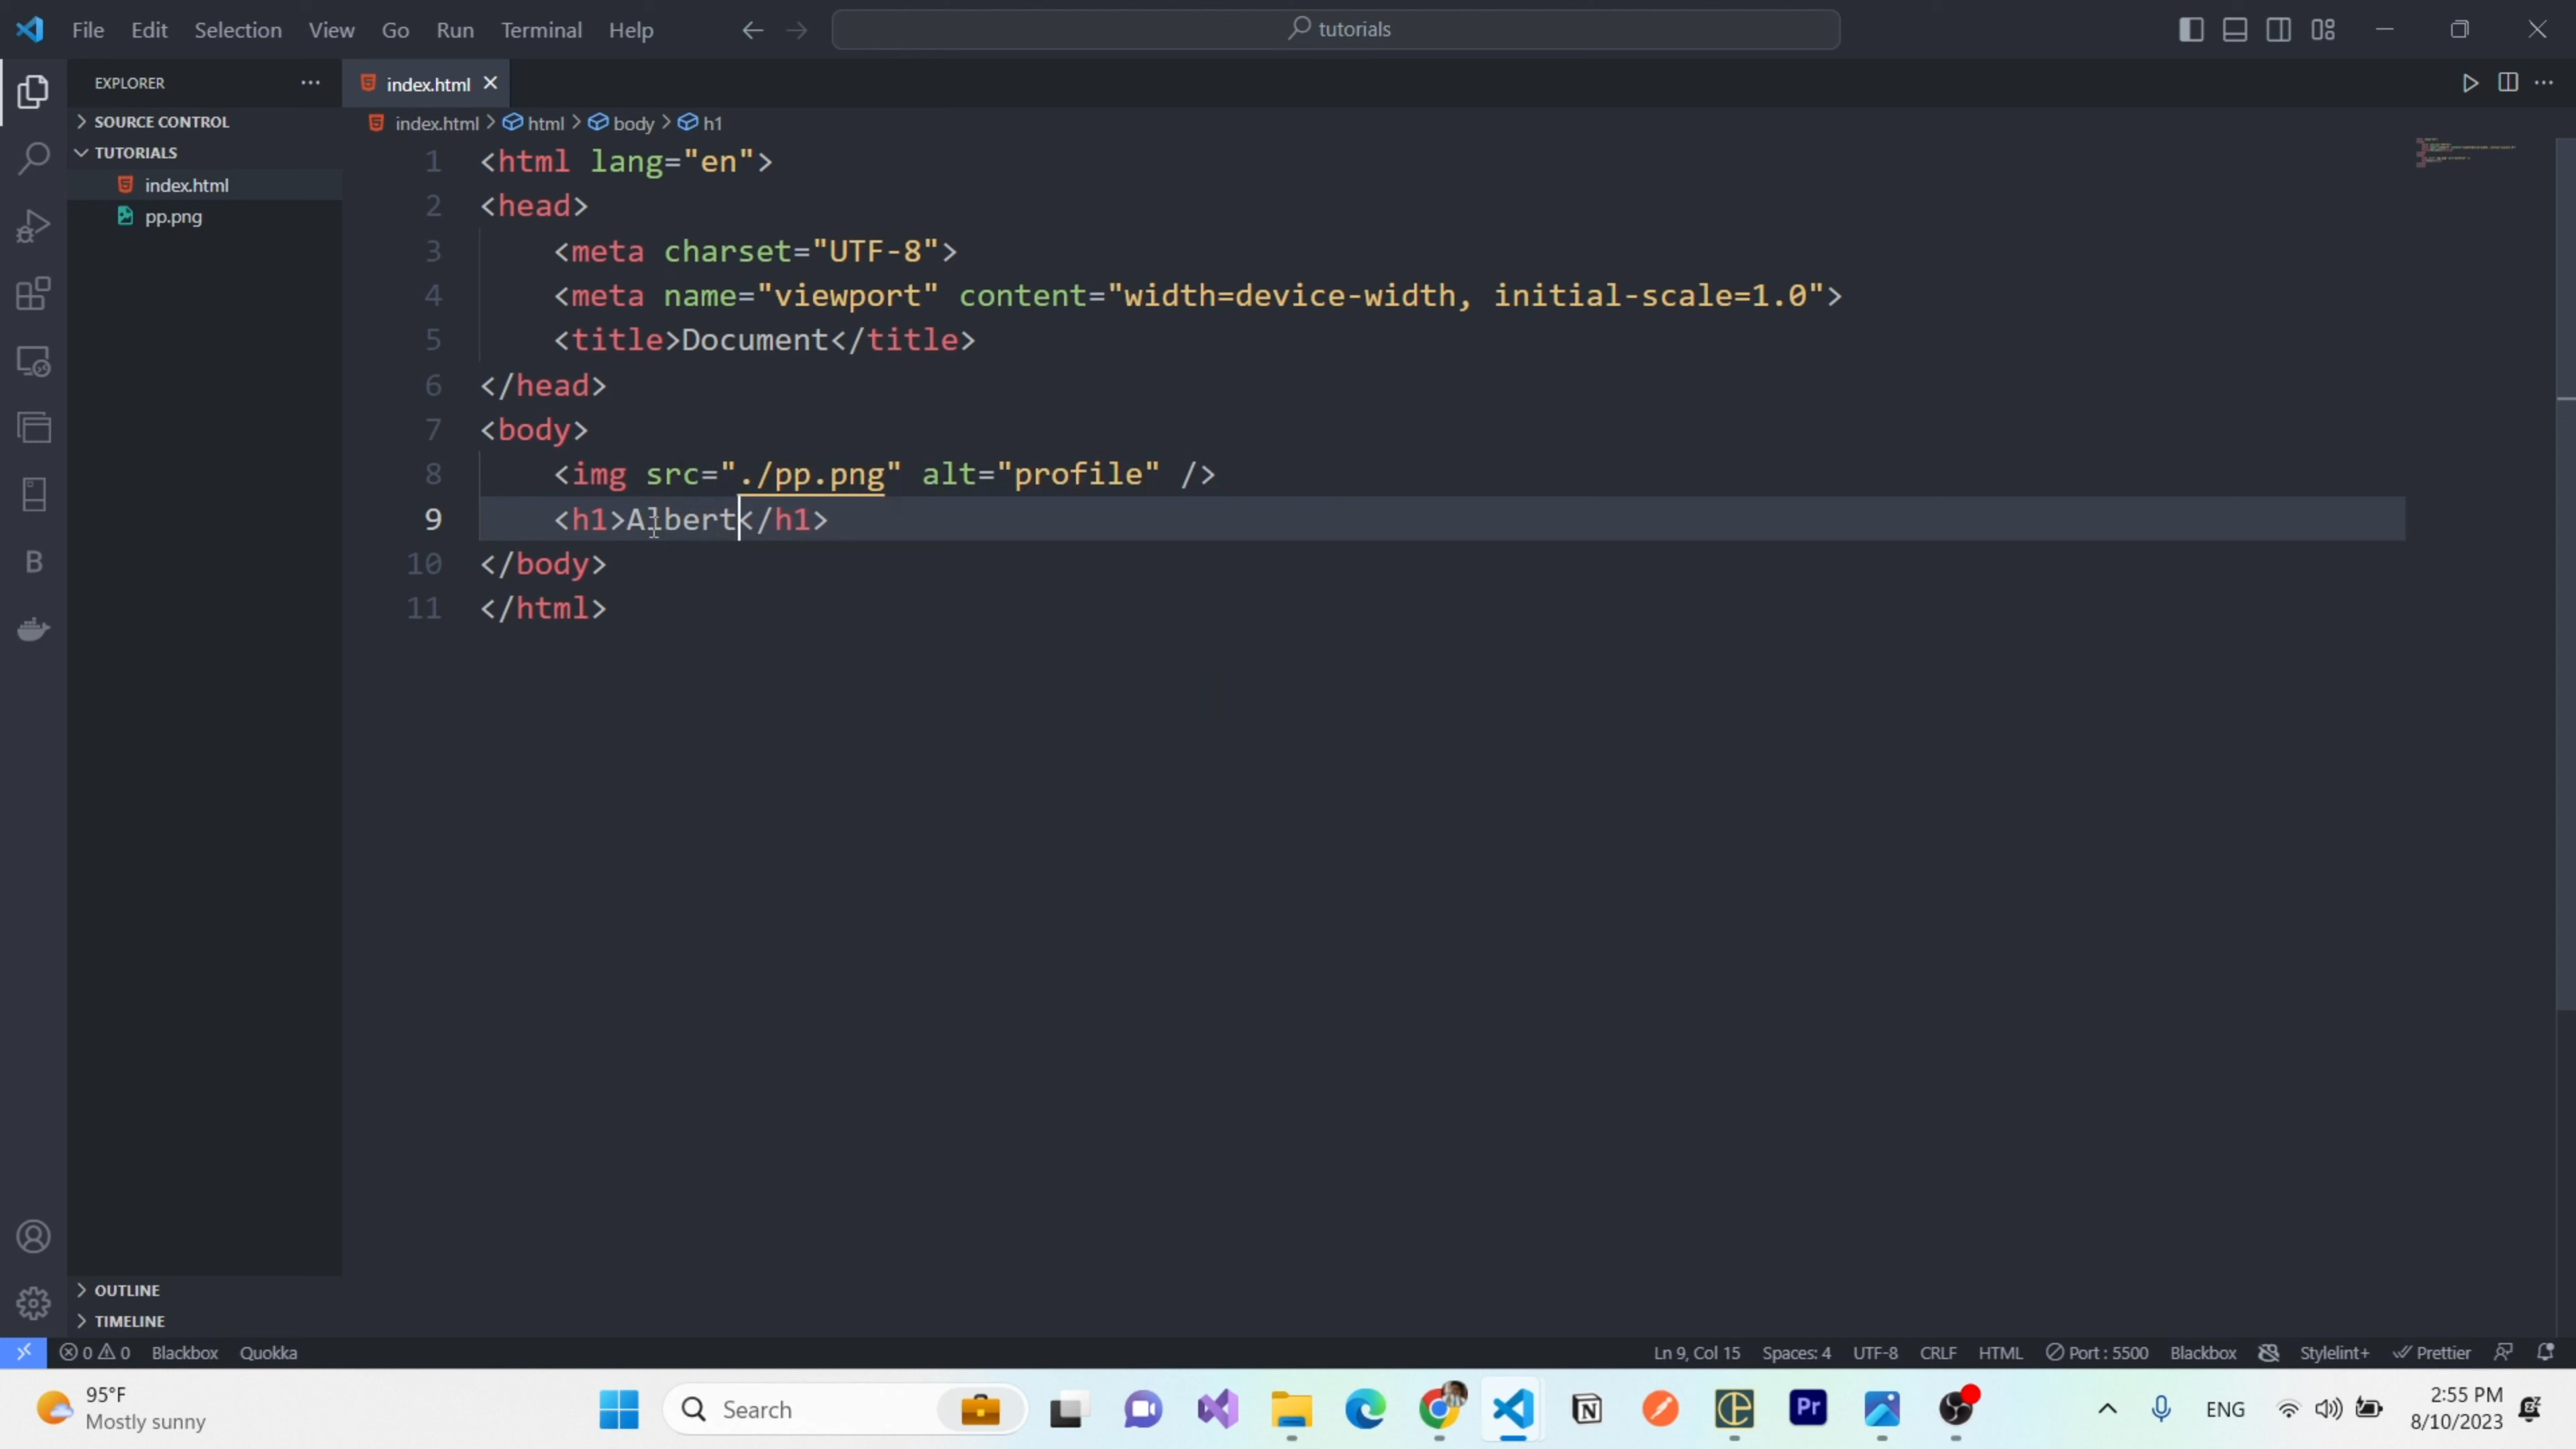 File Edit Selection View Go Run Terminal Help
tutorials
EXPLORER
SOURCE CONTROL
TUTORIALS
index.html
pp.png
index.html
index.html > html > body > h1
1 <html lang="en">
2 <head>
3 <meta charset="UTF-8">
4 <meta name="viewport" content="width=device-width, initial-scale=1.0">
5 <title>Document</title>
6 </head>
7 <body>
8 <img src="./pp.png" alt="profile" />
9 <h1>Albert</h1>
10 </body>
11 </html>
B
OUTLINE
TIMELINE
0 0 Blackbox Quokka
Ln 9, Col 15 Spaces: 4 UTF-8 CRLF HTML Port : 5500 Blackbox Stylelint+ Prettier
95°F
Mostly sunny
Search
N
Pr
ENG
2:55 PM
8/10/2023